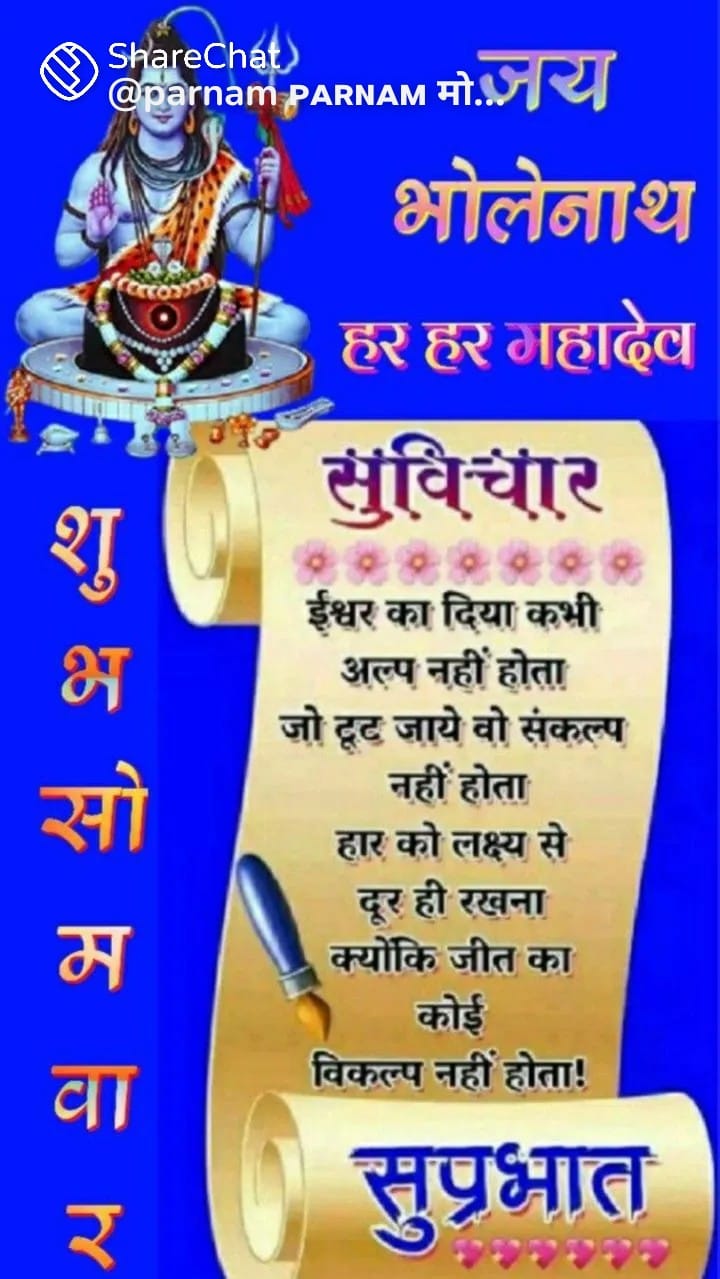 ShareChat
@parnam PARNAM मो...
जय
भोलेनाथ
हर हर महादेव
शुभ सोमवार
सुविचार
ईश्वर का दिया कभी
अल्प नहीं होता
जो टूट जाये वो संकल्प
नहीं होता
हार को लक्ष्य से
दूर ही रखना
क्योंकि जीत का
कोई
विकल्प नहीं होता!
सुप्रभात